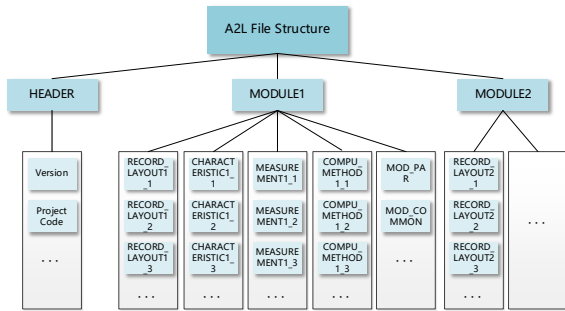 A2L File Structure
HEADER
MODULE1
MODULE2
Version
Project
Code
. . .
RECORD_
LAYOUT1
_1
RECORD_
LAYOUT1
_2
RECORD_
LAYOUT1
_3
. . .
CHARACT
ERISTIC1_
1
CHARACT
ERISTIC1_
2
CHARACT
ERISTIC1_
3
. . .
MEASURE
MENT1_1
MEASURE
MENT1_2
MEASURE
MENT1_3
. . .
COMPU_
METHOD
1_1
COMPU_
METHOD
1_2
COMPU_
METHOD
1_3
. . .
MOD_PA
R
MOD_CO
MMON
. . .
RECORD_
LAYOUT2
_1
RECORD_
LAYOUT2
_2
RECORD_
LAYOUT2
_3
. . .
. . .